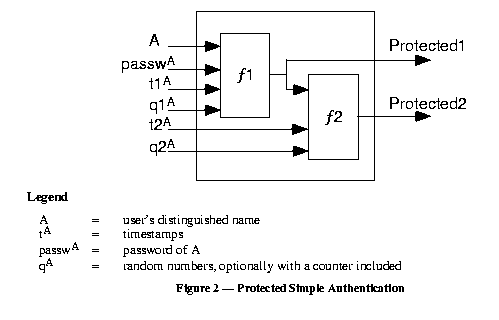 A
passwA
t1A
q1A
t2A
q2A
f1
f2
Protected1
Protected2
Legend
A = user's distinguished name
tA = timestamps
passwA = password of A
qA = random numbers, optionally with a counter included
Figure 2 — Protected Simple Authentication